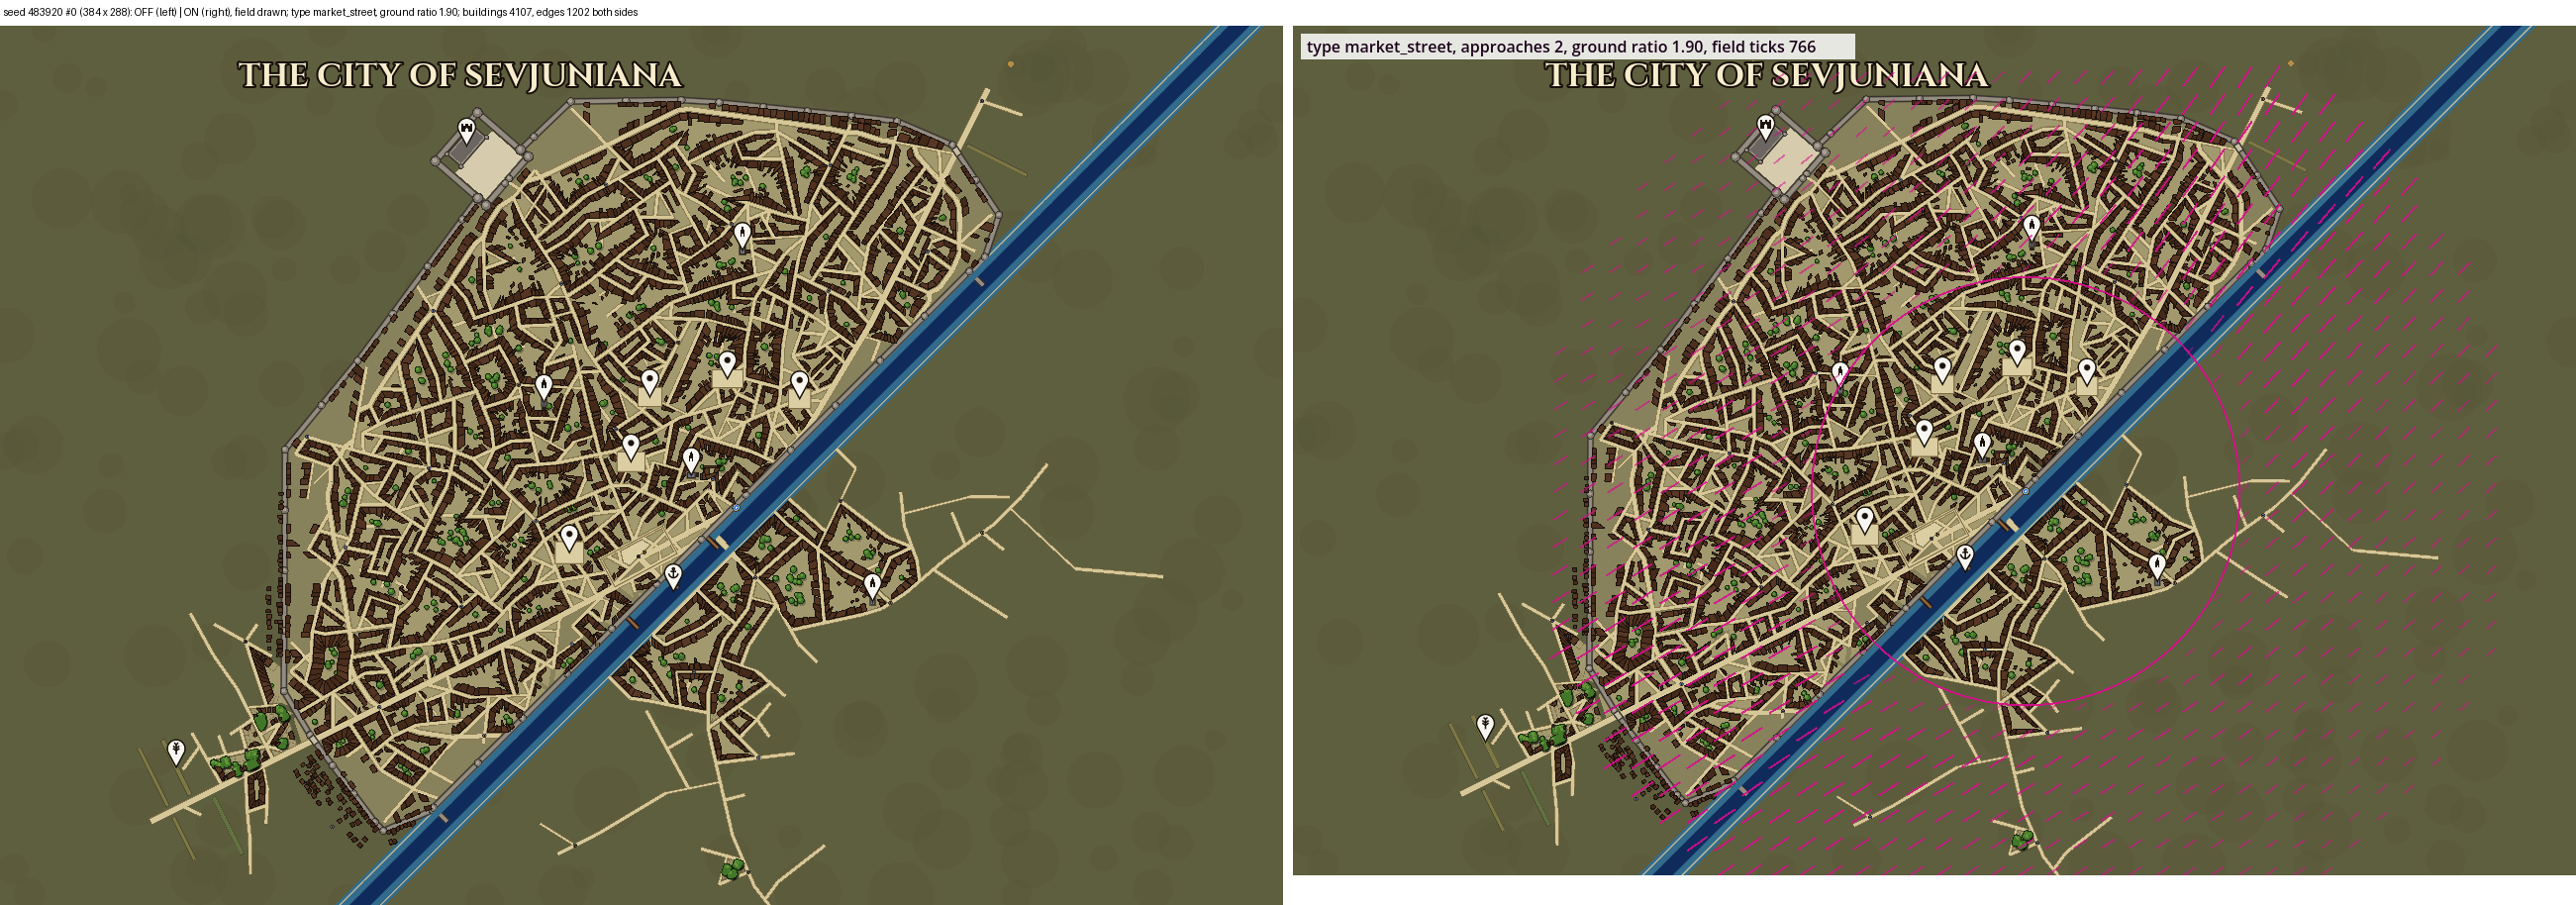 seed 483920 #0 (384 x 288): OFF (left) | ON (right), field drawn; type market_street, ground ratio 1.90; buildings 4107, edges 1202 both sides
THE CITY OF SEVJUNIANA
type market_street, approaches 2, ground ratio 1.90, field ticks 766
THE CITY OF SEVJUNIANA